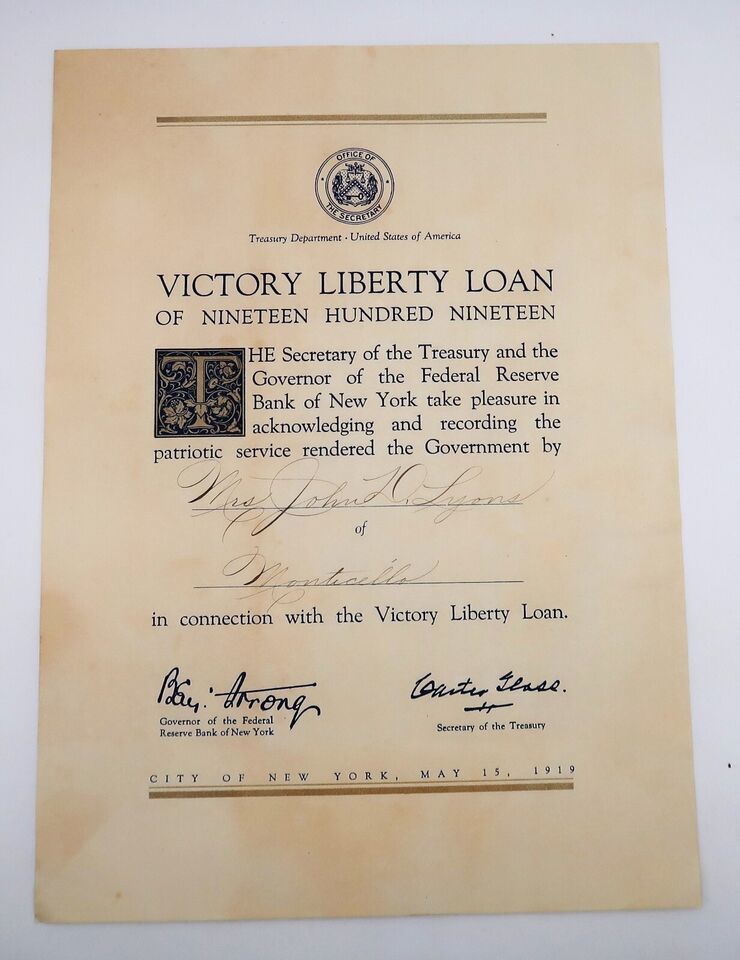 OFFICE OF
THE SECRETARY
Treasury Department · United States of America
VICTORY LIBERTY LOAN
OF NINETEEN HUNDRED NINETEEN
THE Secretary of the Treasury and the
Governor of the Federal Reserve
Bank of New York take pleasure in
acknowledging and recording the
patriotic service rendered the Government by
Mrs John D. Lyons
of
Monticello
in connection with the Victory Liberty Loan.
Benj. Strong
Governor of the Federal
Reserve Bank of New York
Carter Glass.
Secretary of the Treasury
CITY OF NEW YORK, MAY 15, 1919